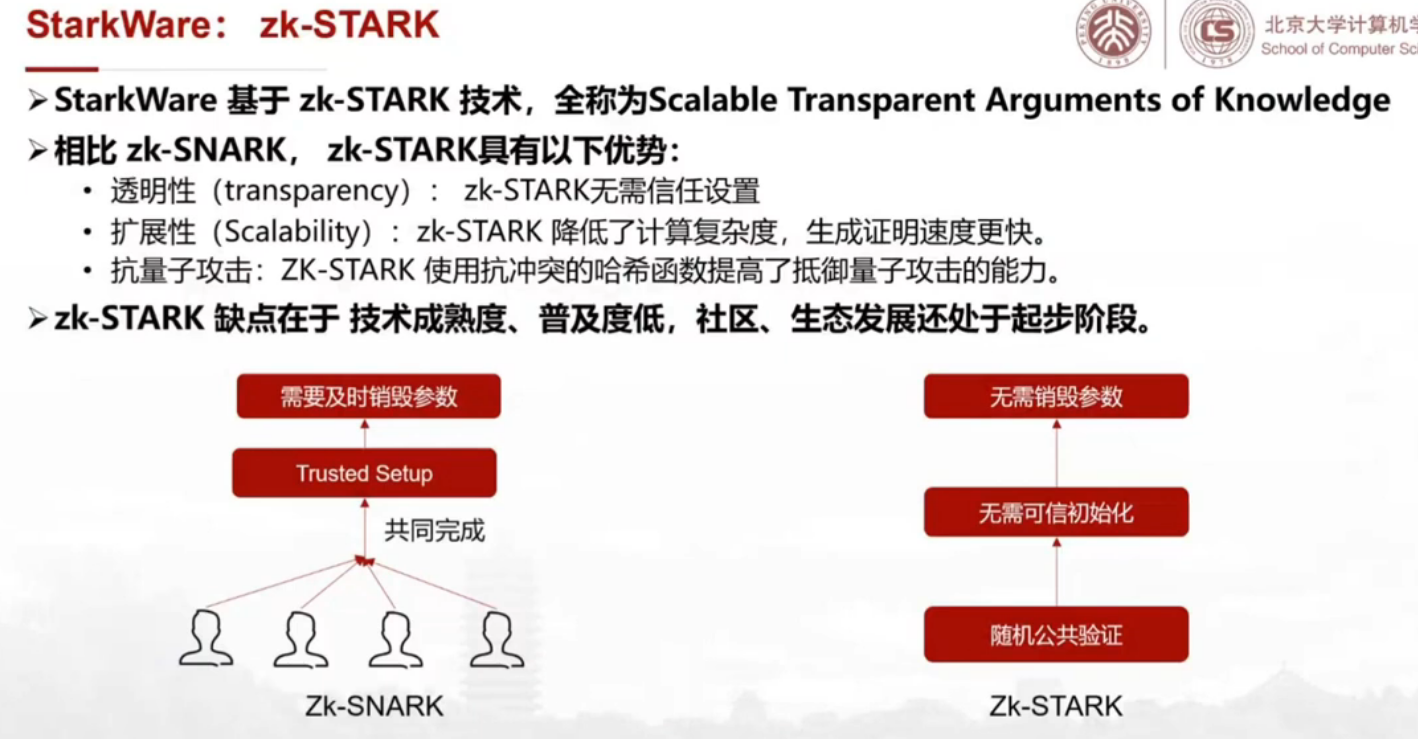 StarkWare： zk-STARK
北京大学计算机学
School of Computer Sci
PEKING UNIVERSITY
1898
CS
1978
➢StarkWare 基于 zk-STARK 技术，全称为Scalable Transparent Arguments of Knowledge
➢相比 zk-SNARK， zk-STARK具有以下优势：
• 透明性（transparency）： zk-STARK无需信任设置
• 扩展性（Scalability）：zk-STARK 降低了计算复杂度，生成证明速度更快。
• 抗量子攻击：ZK-STARK 使用抗冲突的哈希函数提高了抵御量子攻击的能力。
➢zk-STARK 缺点在于 技术成熟度、普及度低，社区、生态发展还处于起步阶段。
需要及时销毁参数
Trusted Setup
共同完成
Zk-SNARK
无需销毁参数
无需可信初始化
随机公共验证
Zk-STARK